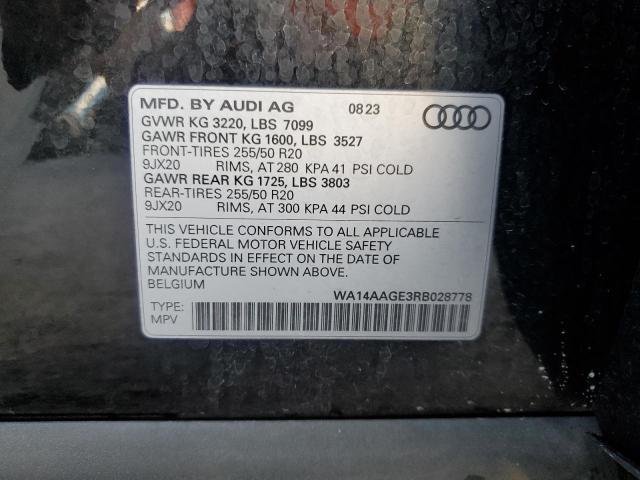 MFD. BY AUDI AG 08 23
GVWR KG 3220, LBS 7099
GAWR FRONT KG 1600, LBS 3527
FRONT-TIRES 255/50 R20
9JX20 RIMS, AT 280 KPA 41 PSI COLD
GAWR REAR KG 1725, LBS 3803
REAR-TIRES 255/50 R20
9JX20 RIMS, AT 300 KPA 44 PSI COLD
THIS VEHICLE CONFORMS TO ALL APPLICABLE
U.S. FEDERAL MOTOR VEHICLE SAFETY
STANDARDS IN EFFECT ON THE DATE OF
MANUFACTURE SHOWN ABOVE.
BELGIUM
WA14AAGE3RB028778
TYPE:
MPV